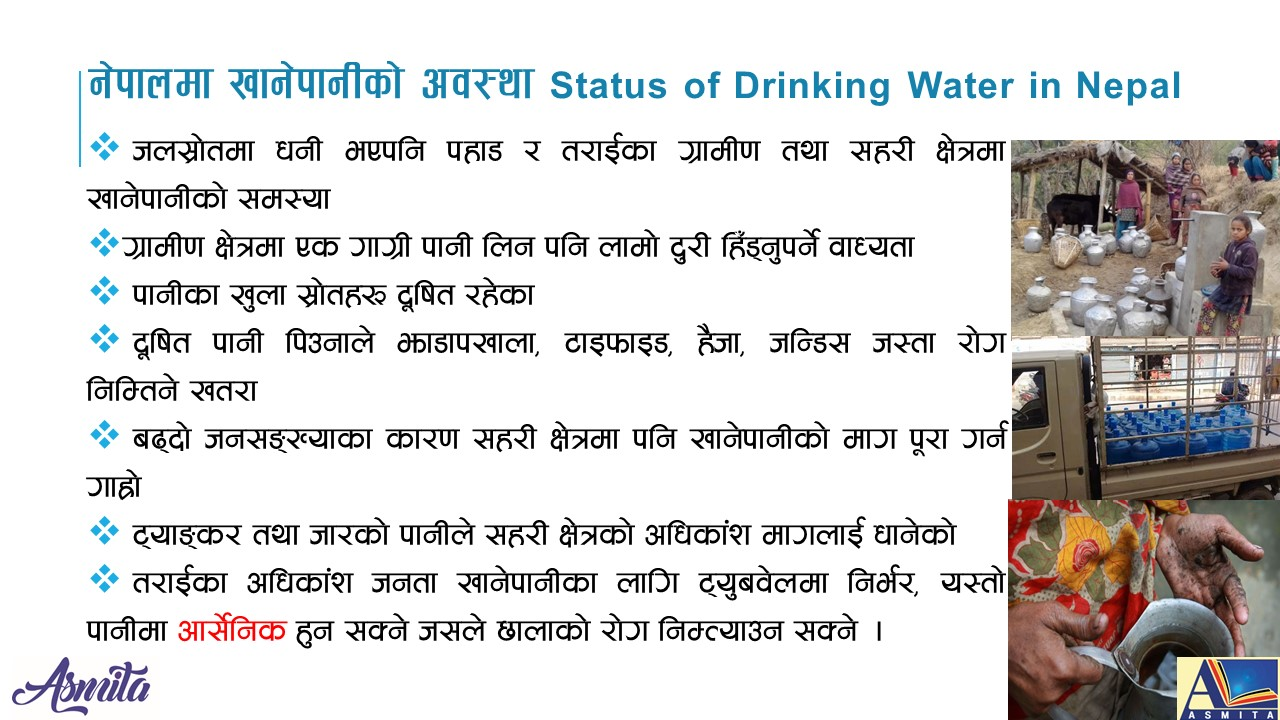 नेपालमा खानेपानीको अवस्था Status of Drinking Water in Nepal
❖ जलस्रोतमा धनी भएपनि पहाड र तराईका ग्रामीण तथा सहरी क्षेत्रमा
खानेपानीको समस्या
❖ग्रामीण क्षेत्रमा एक गाग्री पानी लिन पनि लामो दुरी हिँड्नुपर्ने वाध्यता
❖ पानीका खुला स्रोतहरु दूषित रहेका
❖ दूषित पानी पिउनाले झाडापखाला, टाइफाइड, हैजा, जन्डिस जस्ता रोग
निम्तिने खतरा
❖ बढ्दो जनसङ्ख्याका कारण सहरी क्षेत्रमा पनि खानेपानीको माग पूरा गर्न
गाह्रो
❖ ट्याङ्कर तथा जारको पानीले सहरी क्षेत्रको अधिकांश मागलाई धानेको
❖ तराईका अधिकांश जनता खानेपानीका लागि ट्युबवेलमा निर्भर, यस्तो
पानीमा आर्सेनिक हुन सक्ने जसले छालाको रोग निम्त्याउन सक्ने ।
Asmita
ASMITA